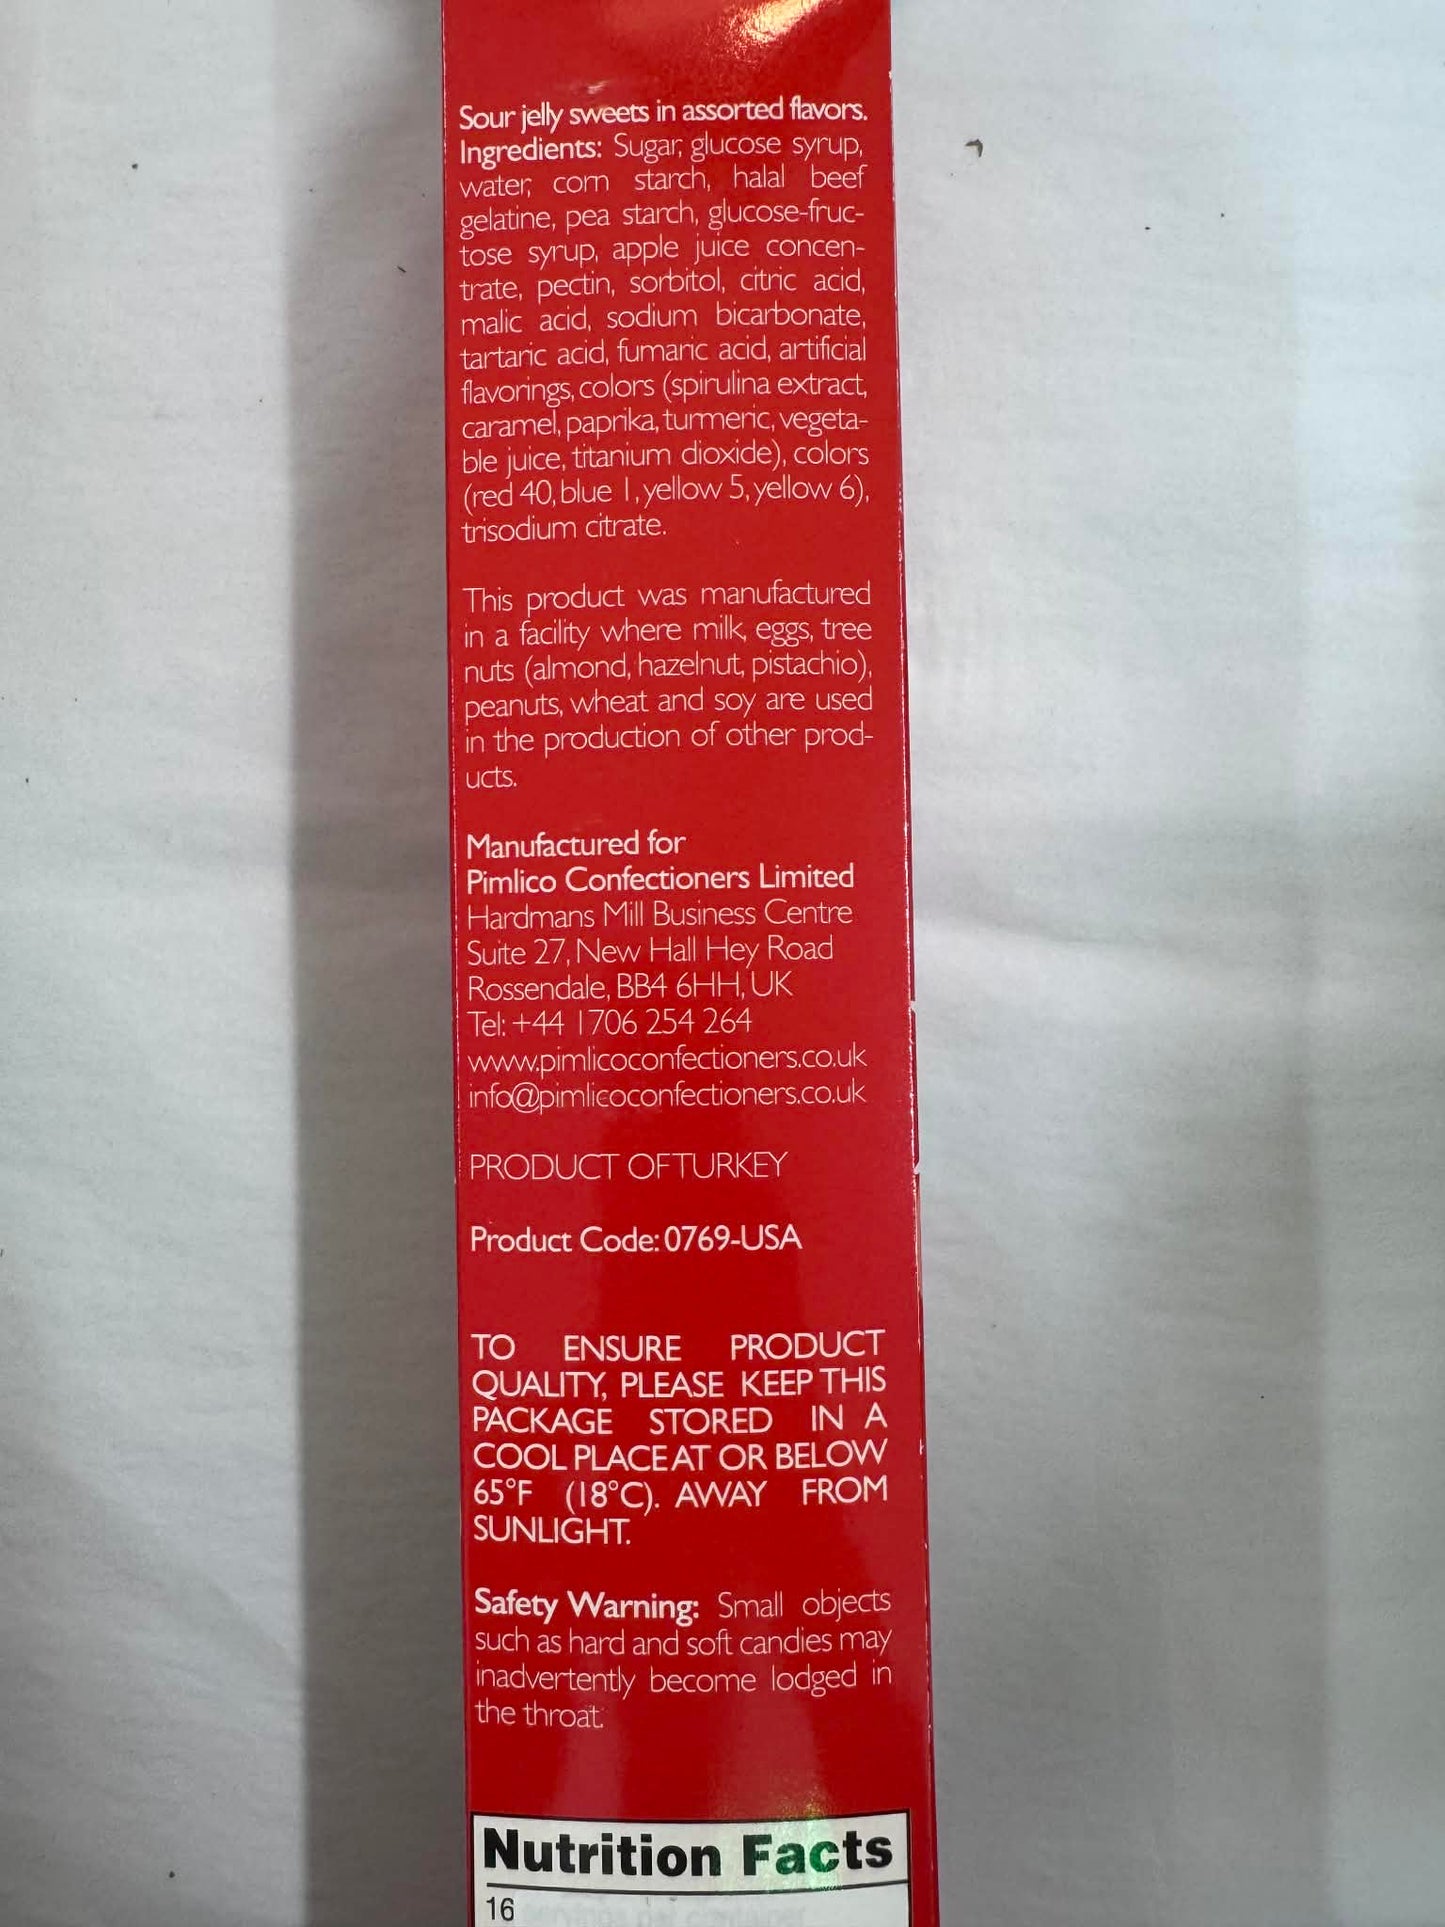 Sour jelly sweets in assorted flavors.
Ingredients: Sugar, glucose syrup,
water, corn starch, halal beef
gelatine, pea starch, glucose-fruc-
tose syrup, apple juice concen-
trate, pectin, sorbitol, citric acid,
malic acid, sodium bicarbonate,
tartaric acid, fumaric acid, artificial
flavorings, colors (spirulina extract,
caramel, paprika, turmeric, vegeta-
ble juice, titanium dioxide), colors
(red 40, blue 1, yellow 5, yellow 6),
trisodium citrate.
This product was manufactured
in a facility where milk, eggs, tree
nuts (almond, hazelnut, pistachio),
peanuts, wheat and soy are used
in the production of other prod-
ucts.
Manufactured for
Pimlico Confectioners Limited
Hardmans Mill Business Centre
Suite 27, New Hall Hey Road
Rossendale, BB4 6HH, UK
Tel: +44 1706 254 264
www.pimlicoconfectioners.co.uk
info@pimlicoconfectioners.co.uk
PRODUCT OF TURKEY
Product Code: 0769-USA
TO ENSURE PRODUCT
QUALITY, PLEASE KEEP THIS
PACKAGE STORED IN A
COOL PLACE AT OR BELOW
65°F (18°C). AWAY FROM
SUNLIGHT.
Safety Warning: Small objects
such as hard and soft candies may
inadvertently become lodged in
the throat.
Nutrition Facts
16